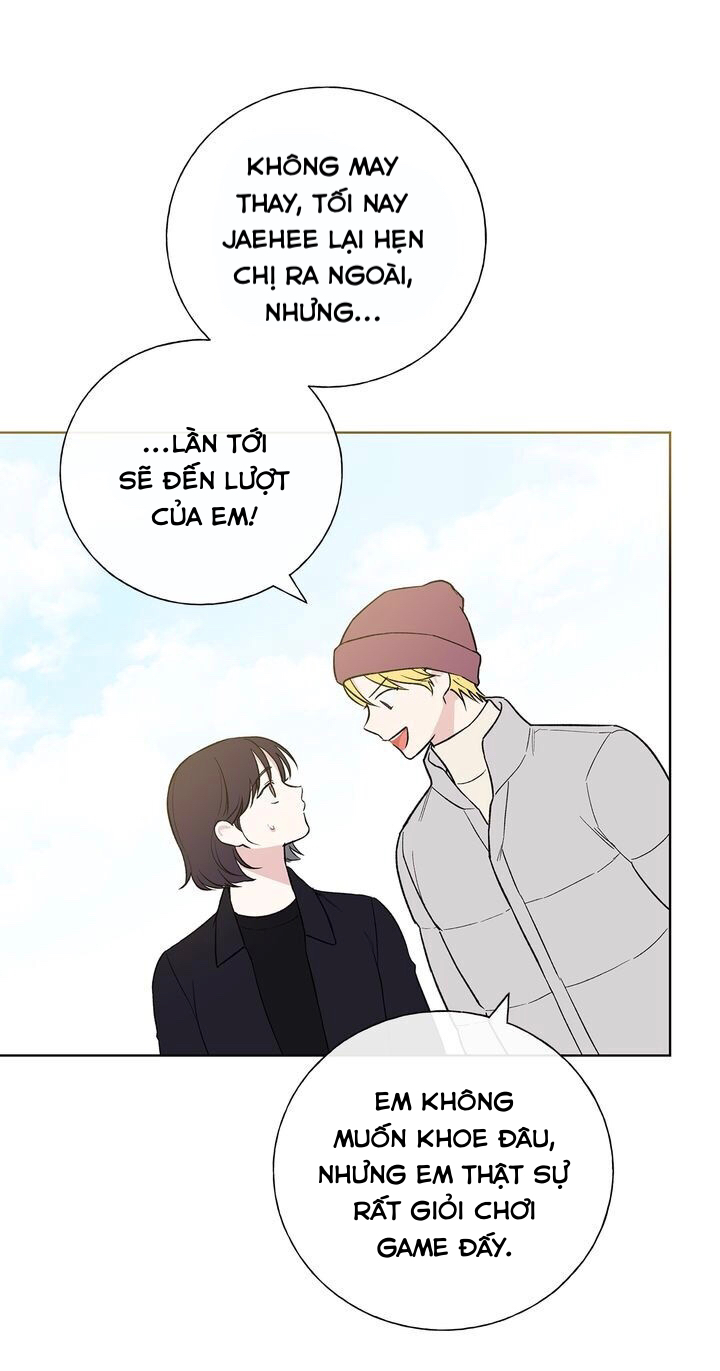 KHÔNG MAY
THAY, TỐI NAY
JAEHEE LẠI HẸN
CHỊ RA NGOÀI,
NHƯNG...
...LẦN TỚI
SẼ ĐẾN LƯỢT
CỦA EM!
EM KHÔNG
MUỐN KHOE ĐÂU,
NHƯNG EM THẬT SỰ
RẤT GIỎI CHƠI
GAME ĐẤY.